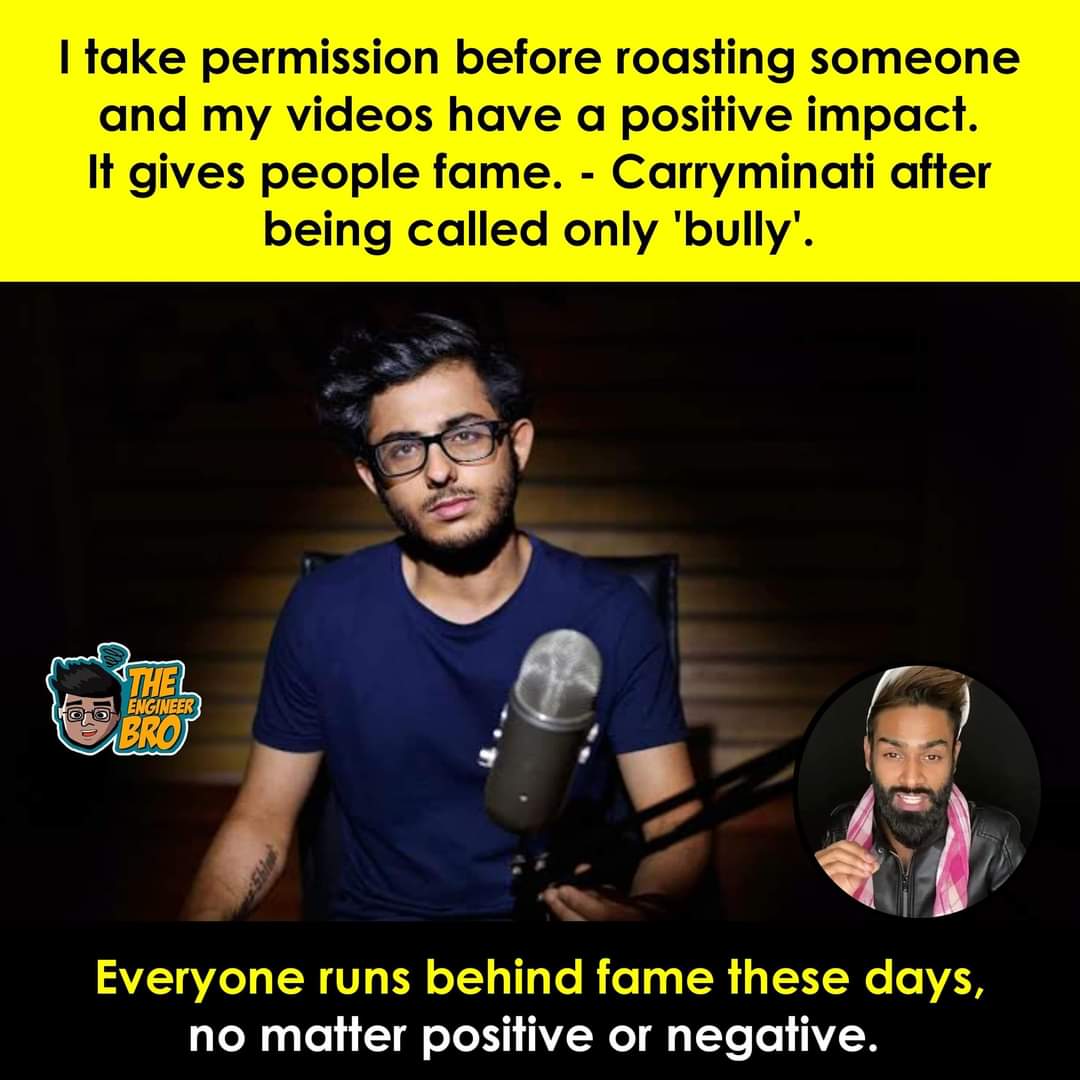 I take permission before roasting someone
and my videos have a positive impact.
It gives people fame. - Carryminati after
being called only 'bully'.
THE
ENGINEER
BRO
Everyone runs behind fame these days,
no matter positive or negative.